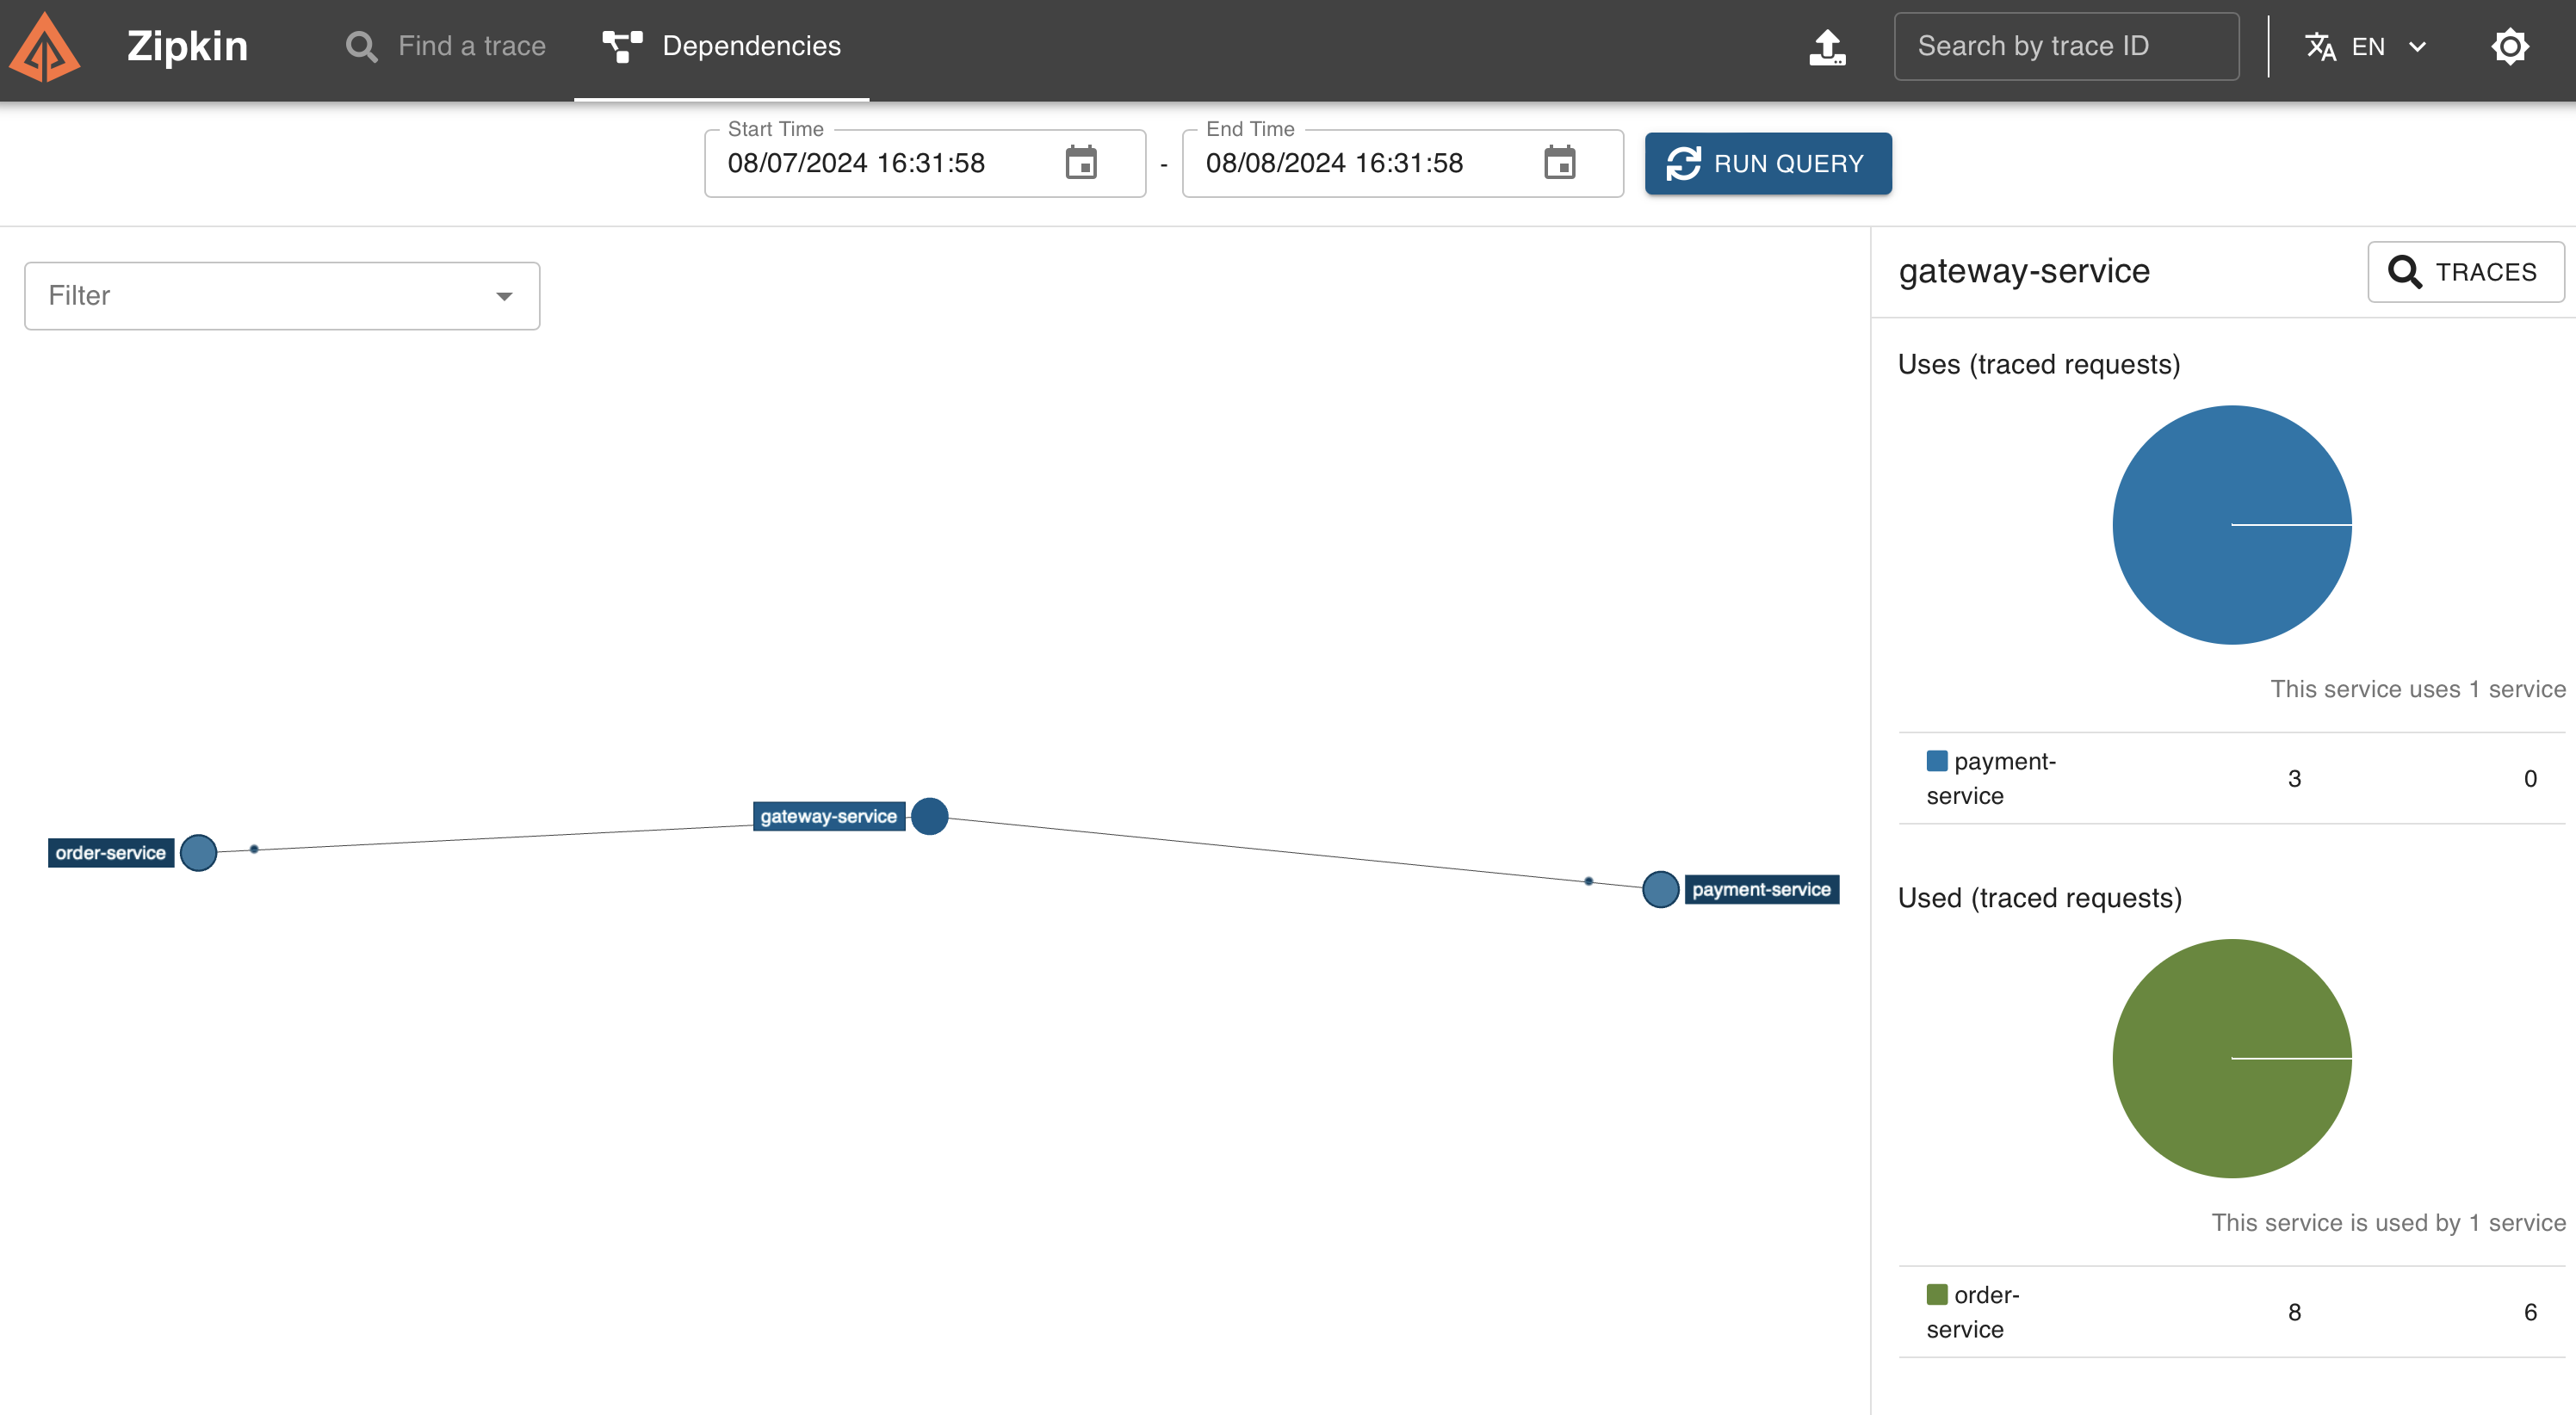 Zipkin
Find a trace
Dependencies
Search by trace ID
EN
Start Time
08/07/2024 16:31:58
-
End Time
08/08/2024 16:31:58
RUN QUERY
Filter
gateway-service
TRACES
Uses (traced requests)
This service uses 1 service
payment-
service
3
0
gateway-service
order-service
payment-service
Used (traced requests)
This service is used by 1 service
order-
service
8
6